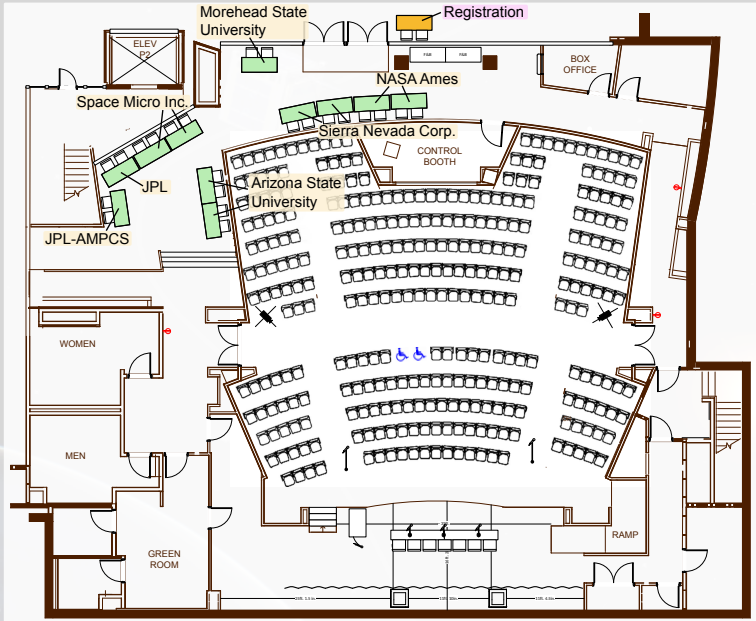 Morehead State
University
Registration
ELEV
P2
F&B F&B
BOX
OFFICE
NASA Ames
Space Micro Inc.
Sierra Nevada Corp.
CONTROL
BOOTH
JPL
Arizona State
University
JPL-AMPCS
WOMEN
MEN
GREEN
ROOM
RAMP